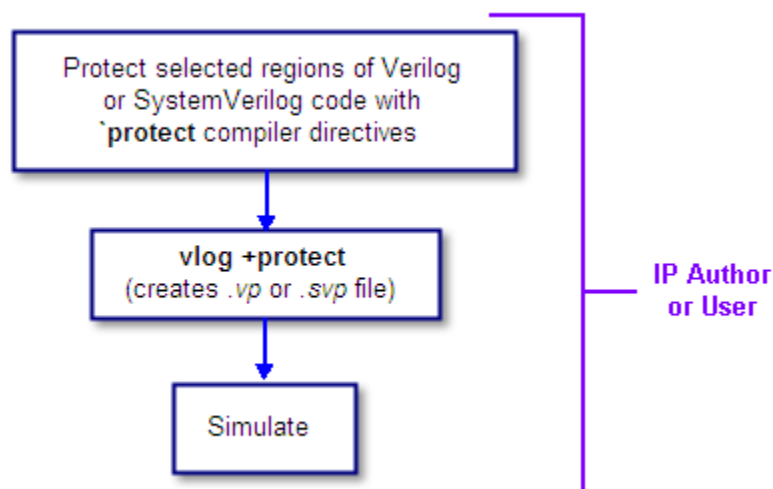 Protect selected regions of Verilog
or SystemVerilog code with
`protect compiler directives
vlog +protect
(creates .vp or .svp file)
Simulate
IP Author
or User